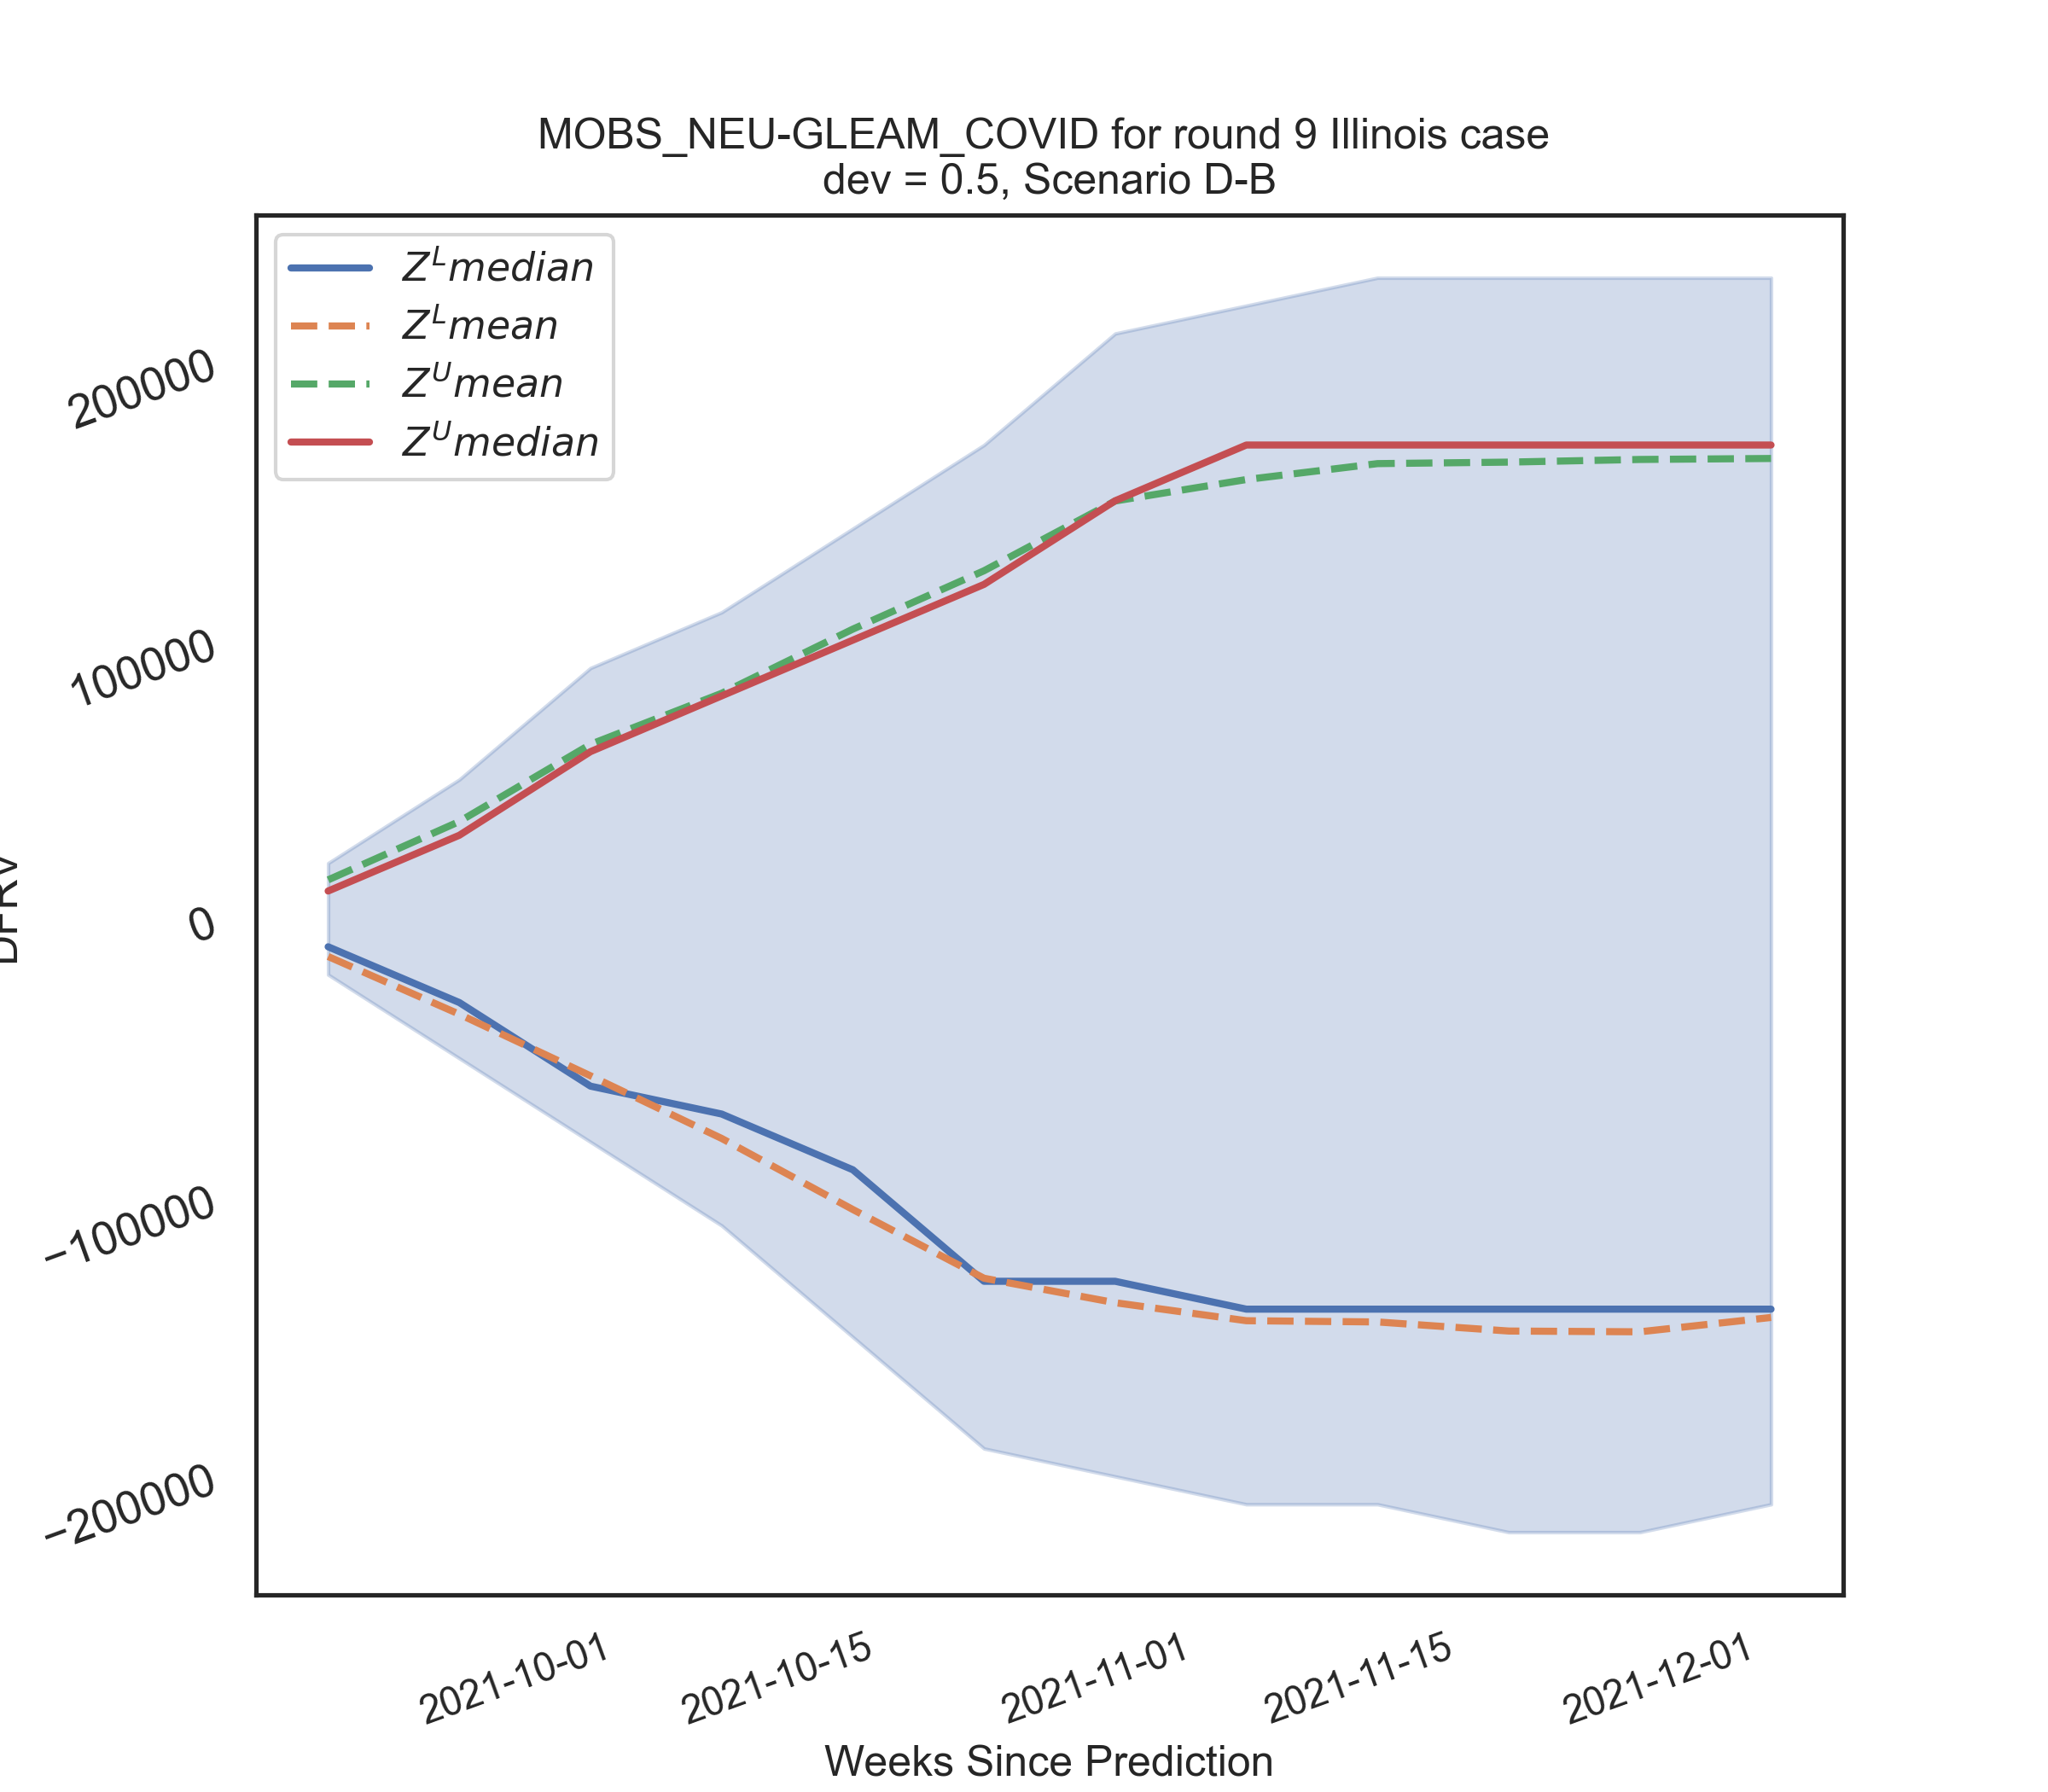 MOBS_NEU-GLEAM_COVID for round 9 Illinois case
dev = 0.5, Scenario D-B
Z^L median
Z^L mean
Z^U mean
Z^U median
200000
100000
0
−100000
−200000
2021-10-01
2021-10-15
2021-11-01
2021-11-15
2021-12-01
Weeks Since Prediction